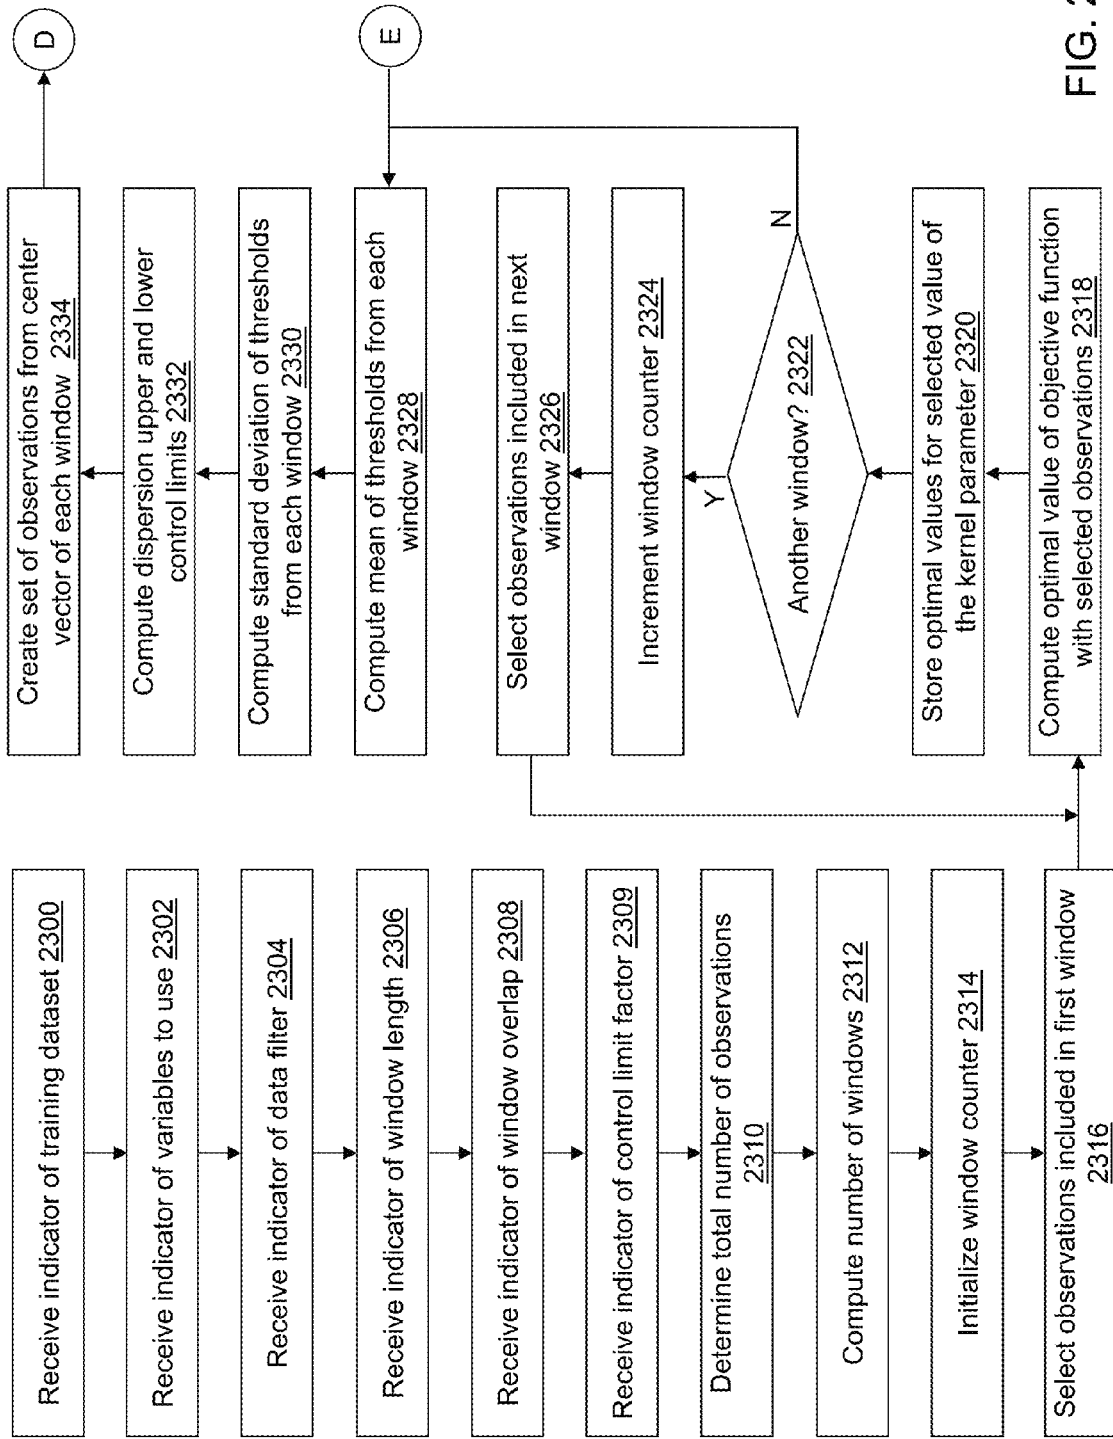 Receive indicator of training dataset 2300
Receive indicator of variables to use 2302
Receive indicator of data filter 2304
Receive indicator of window length 2306
Receive indicator of window overlap 2308
Receive indicator of control limit factor 2309
Determine total number of observations
2310
Compute number of windows 2312
Initialize window counter 2314
Select observations included in first window
2316
Create set of observations from center
vector of each window 2334
D
Compute dispersion upper and lower
control limits 2332
Compute standard deviation of thresholds
from each window 2330
Compute mean of thresholds from each
window 2328
E
Select observations included in next
window 2326
Increment window counter 2324
Y
Another window? 2322
N
Store optimal values for selected value of
the kernel parameter 2320
Compute optimal value of objective function
with selected observations 2318
FIG.